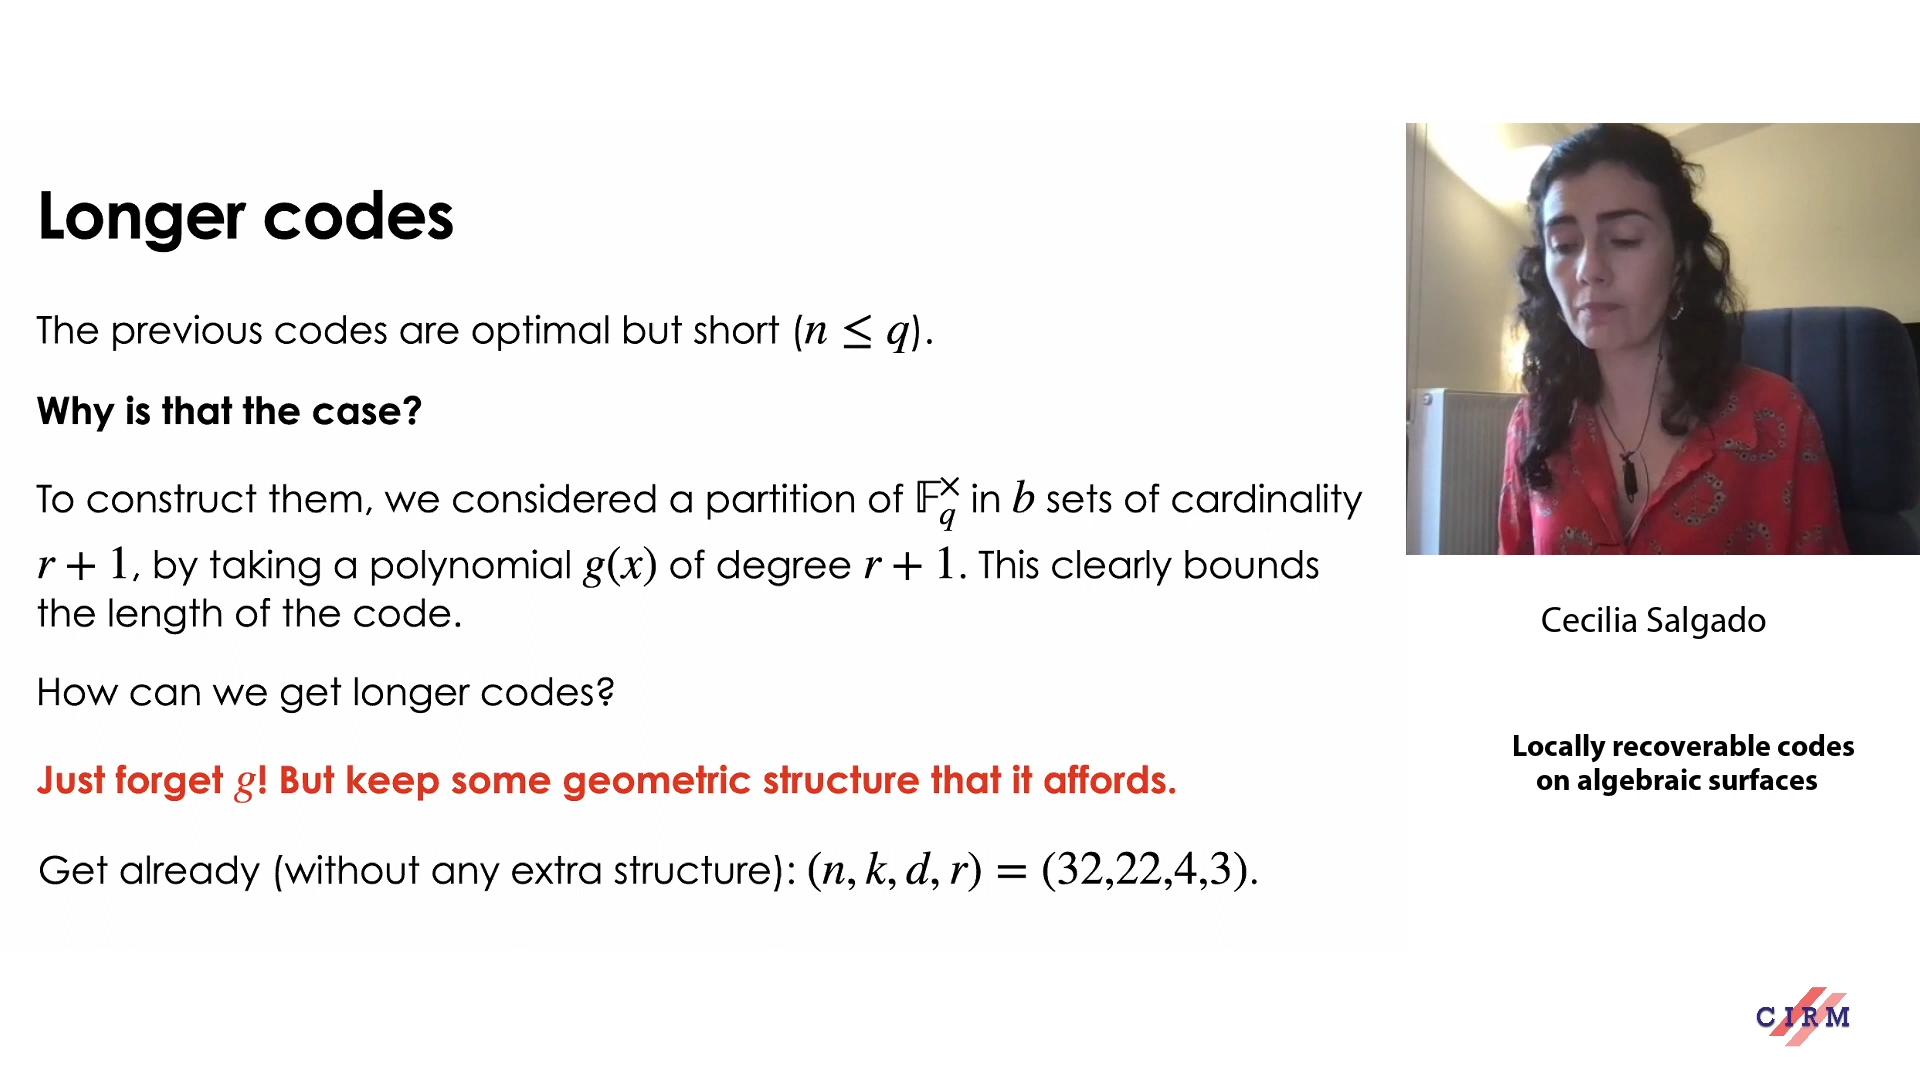 Longer codes
The previous codes are optimal but short (n ≤ q).
Why is that the case?
To construct them, we considered a partition of 𝔽_q^× in b sets of cardinality
r + 1, by taking a polynomial g(x) of degree r + 1. This clearly bounds
the length of the code.
How can we get longer codes?
Just forget g! But keep some geometric structure that it affords.
Get already (without any extra structure): (n, k, d, r) = (32,22,4,3).
Cecilia Salgado
Locally recoverable codes
on algebraic surfaces
CIRM